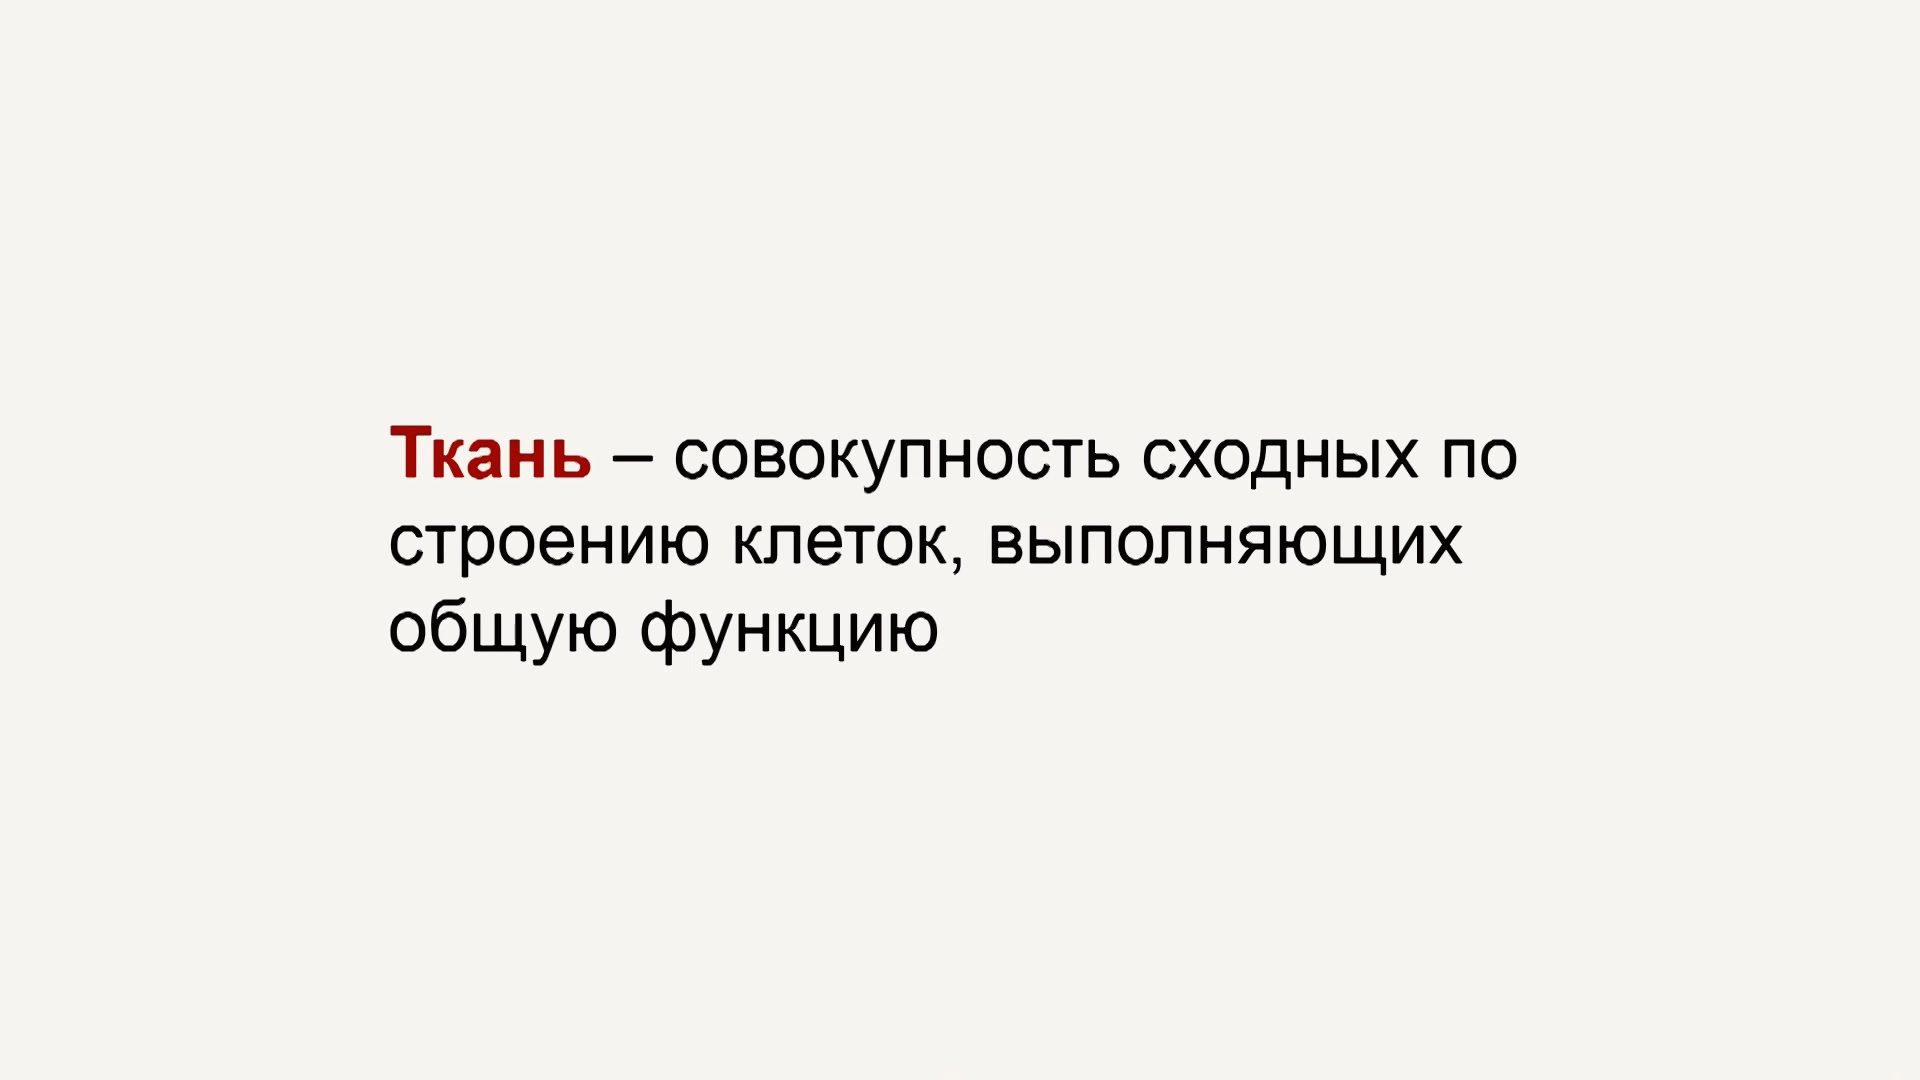 Ткань – совокупность сходных по
строению клеток, выполняющих
общую функцию